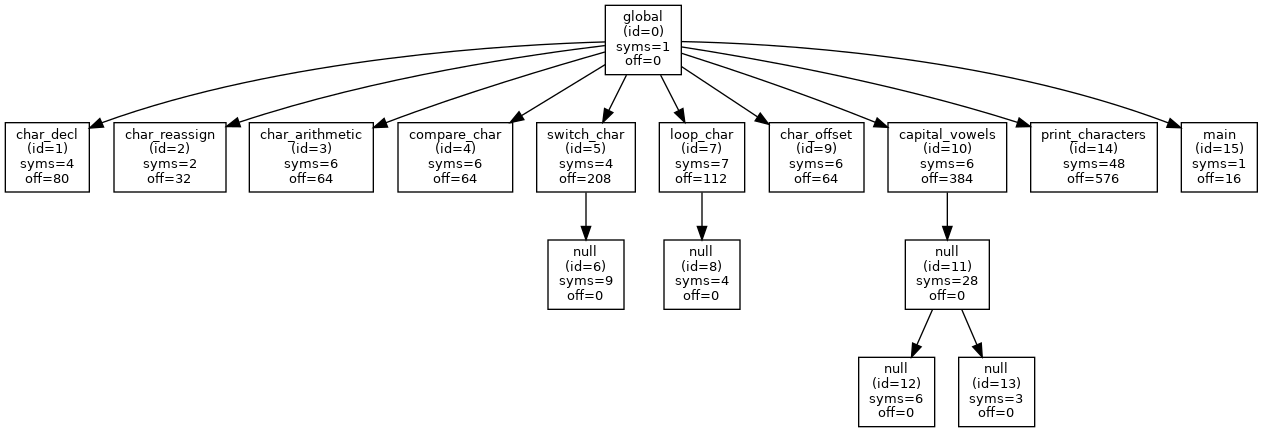 global
(id=0)
syms=1
off=0
char_decl
(id=1)
syms=4
off=80
char_reassign
(id=2)
syms=2
off=32
char_arithmetic
(id=3)
syms=6
off=64
compare_char
(id=4)
syms=6
off=64
switch_char
(id=5)
syms=4
off=208
loop_char
(id=7)
syms=7
off=112
char_offset
(id=9)
syms=6
off=64
capital_vowels
(id=10)
syms=6
off=384
print_characters
(id=14)
syms=48
off=576
main
(id=15)
syms=1
off=16
null
(id=6)
syms=9
off=0
null
(id=8)
syms=4
off=0
null
(id=11)
syms=28
off=0
null
(id=12)
syms=6
off=0
null
(id=13)
syms=3
off=0